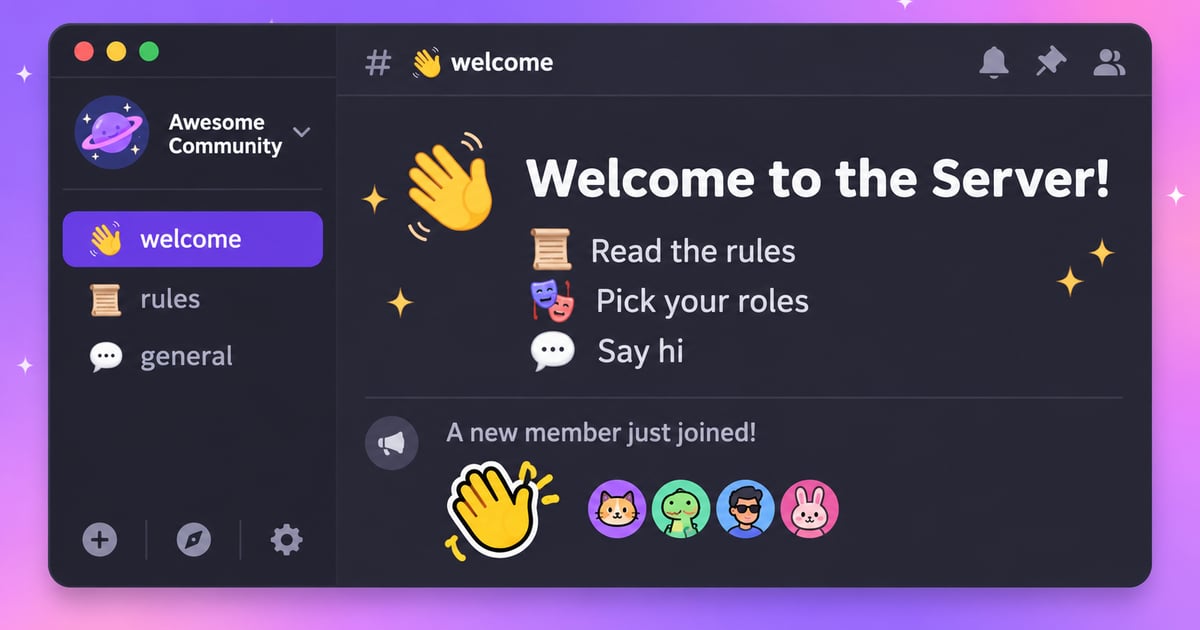 Awesome
Community
welcome
rules
general
# welcome
Welcome to the Server!
Read the rules
Pick your roles
Say hi
A new member just joined!